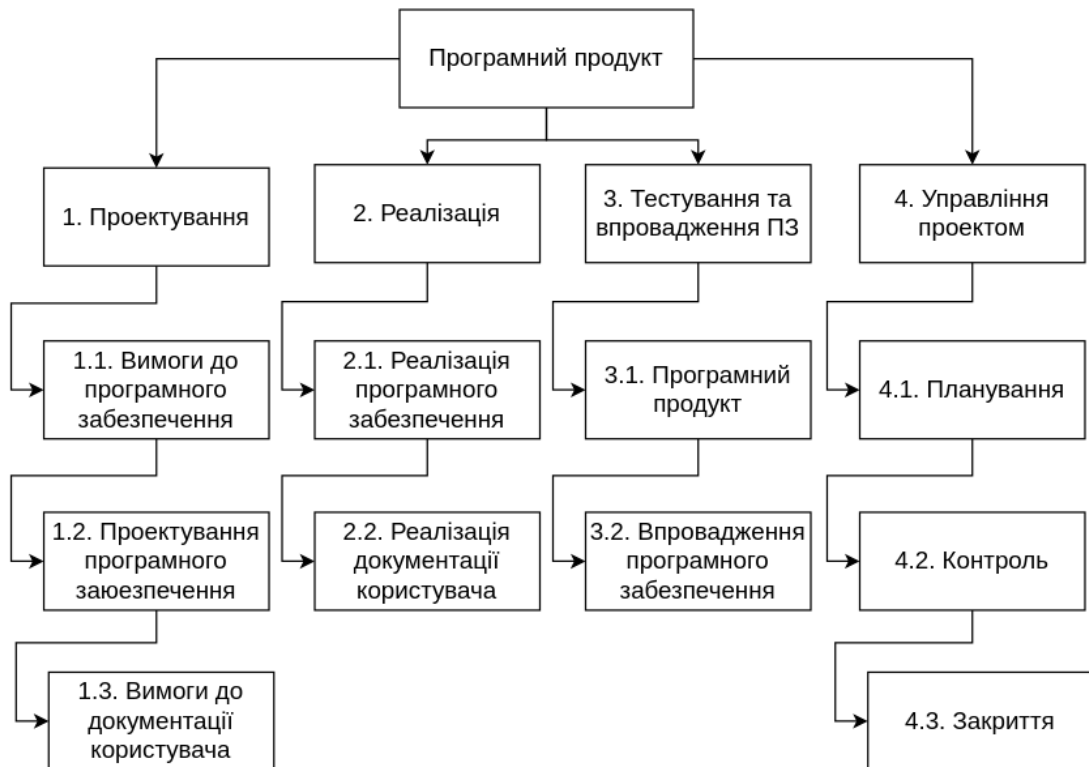 Програмний продукт
1. Проектування
2. Реалізація
3. Тестування та
впровадження ПЗ
4. Управління
проектом
1.1. Вимоги до
програмного
забезпечення
2.1. Реалізація
програмного
забезпечення
3.1. Програмний
продукт
4.1. Планування
1.2. Проектування
програмного
заюезпечення
2.2. Реалізація
документації
користувача
3.2. Впровадження
програмного
забезпечення
4.2. Контроль
1.3. Вимоги до
документації
користувача
4.3. Закриття